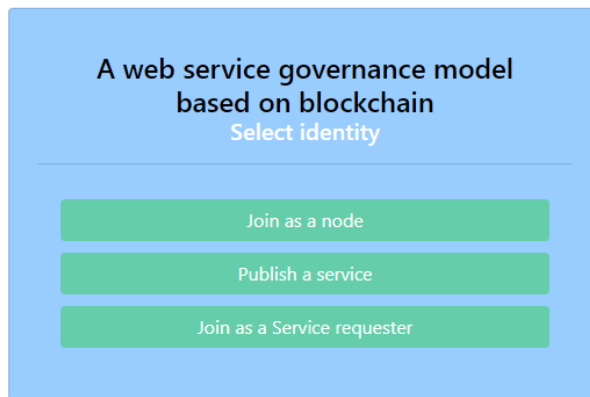 A web service governance model
based on blockchain
Select identity
Join as a node
Publish a service
Join as a Service requester